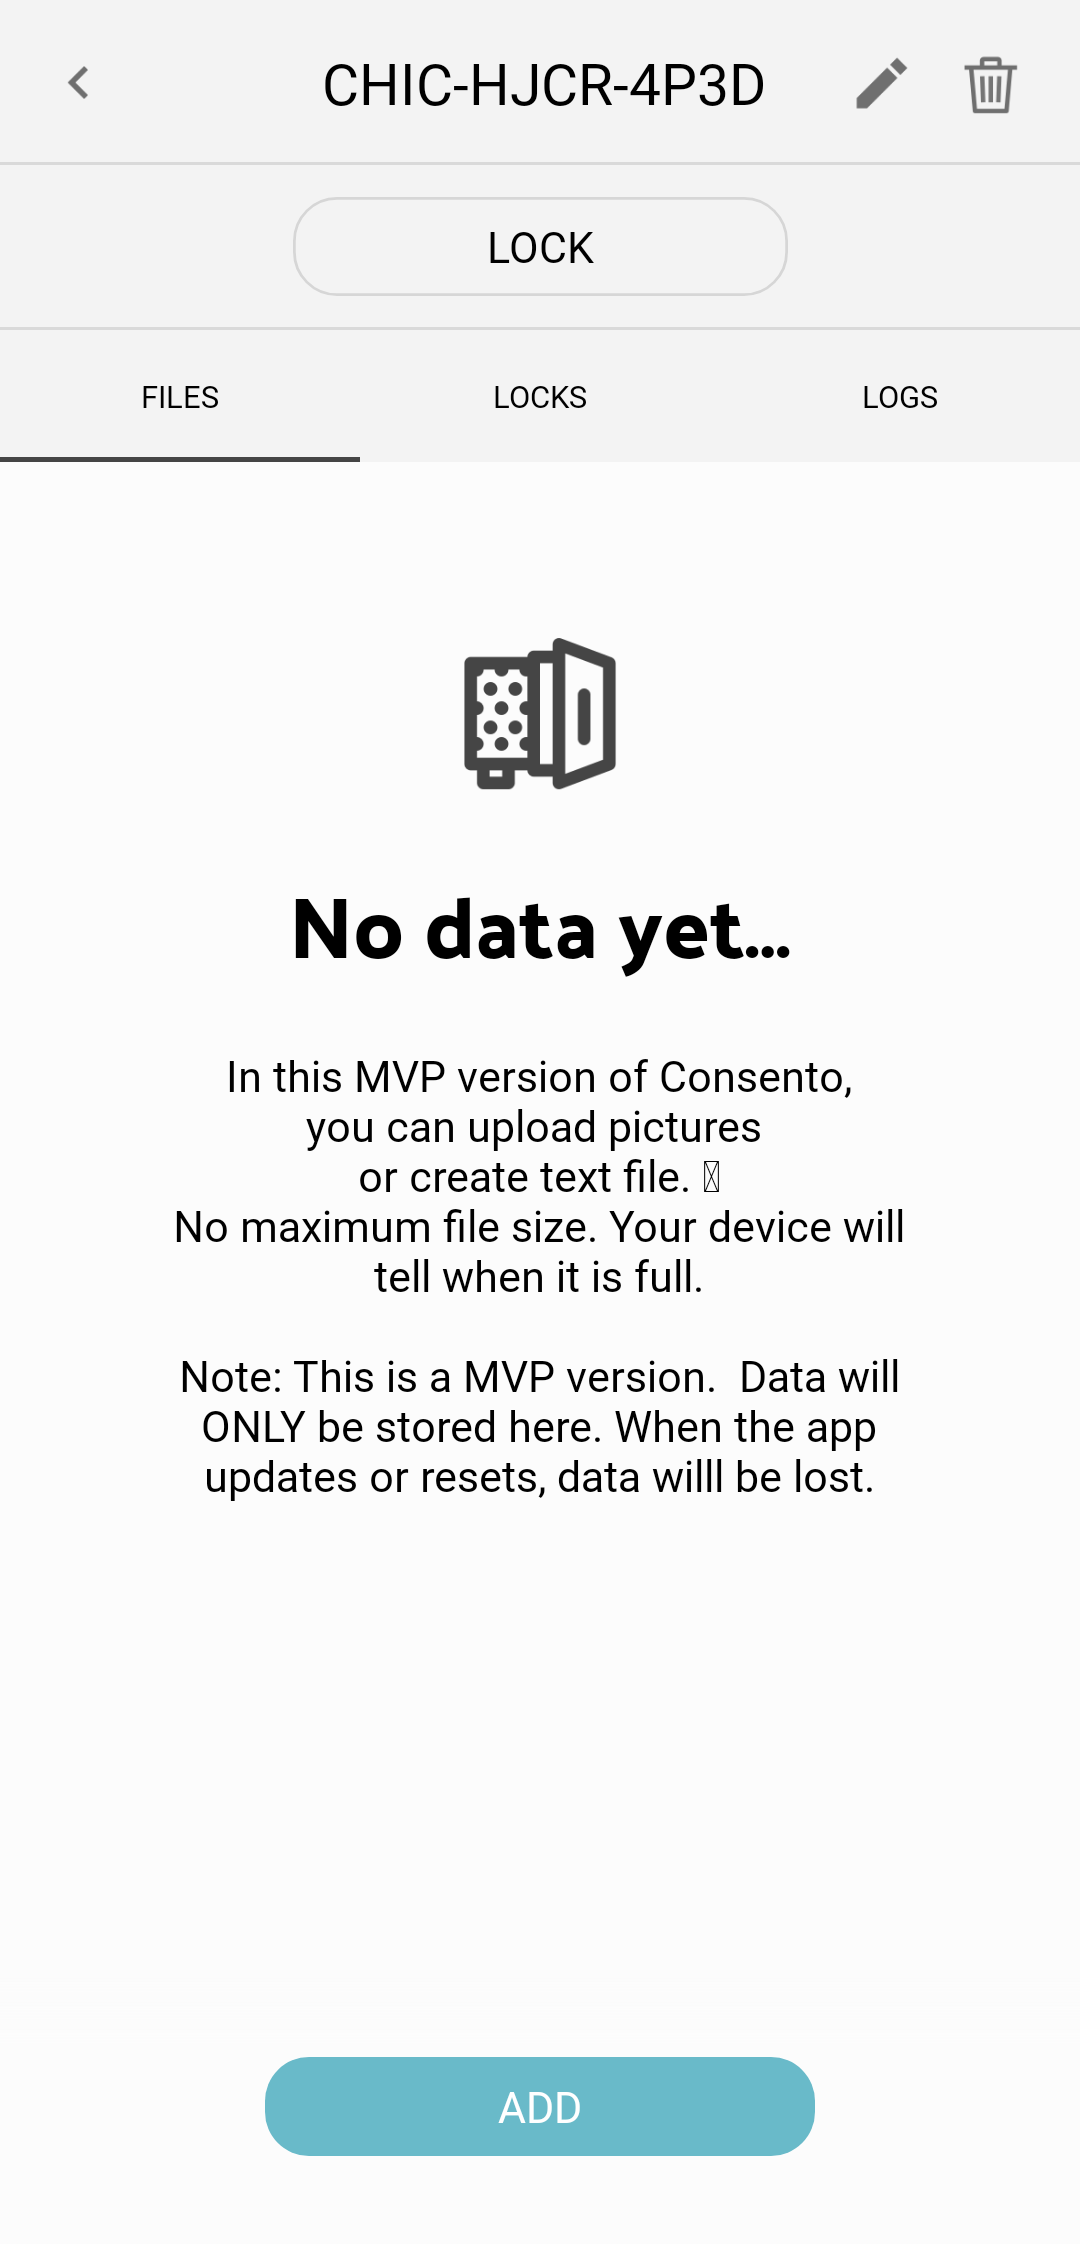 CHIC-HJCR-4P3D
LOCK
FILES
LOCKS
LOGS
No data yet...
In this MVP version of Consento,
you can upload pictures
or create text file.
No maximum file size. Your device will
tell when it is full.
Note: This is a MVP version.  Data will
ONLY be stored here. When the app
updates or resets, data willl be lost.
ADD